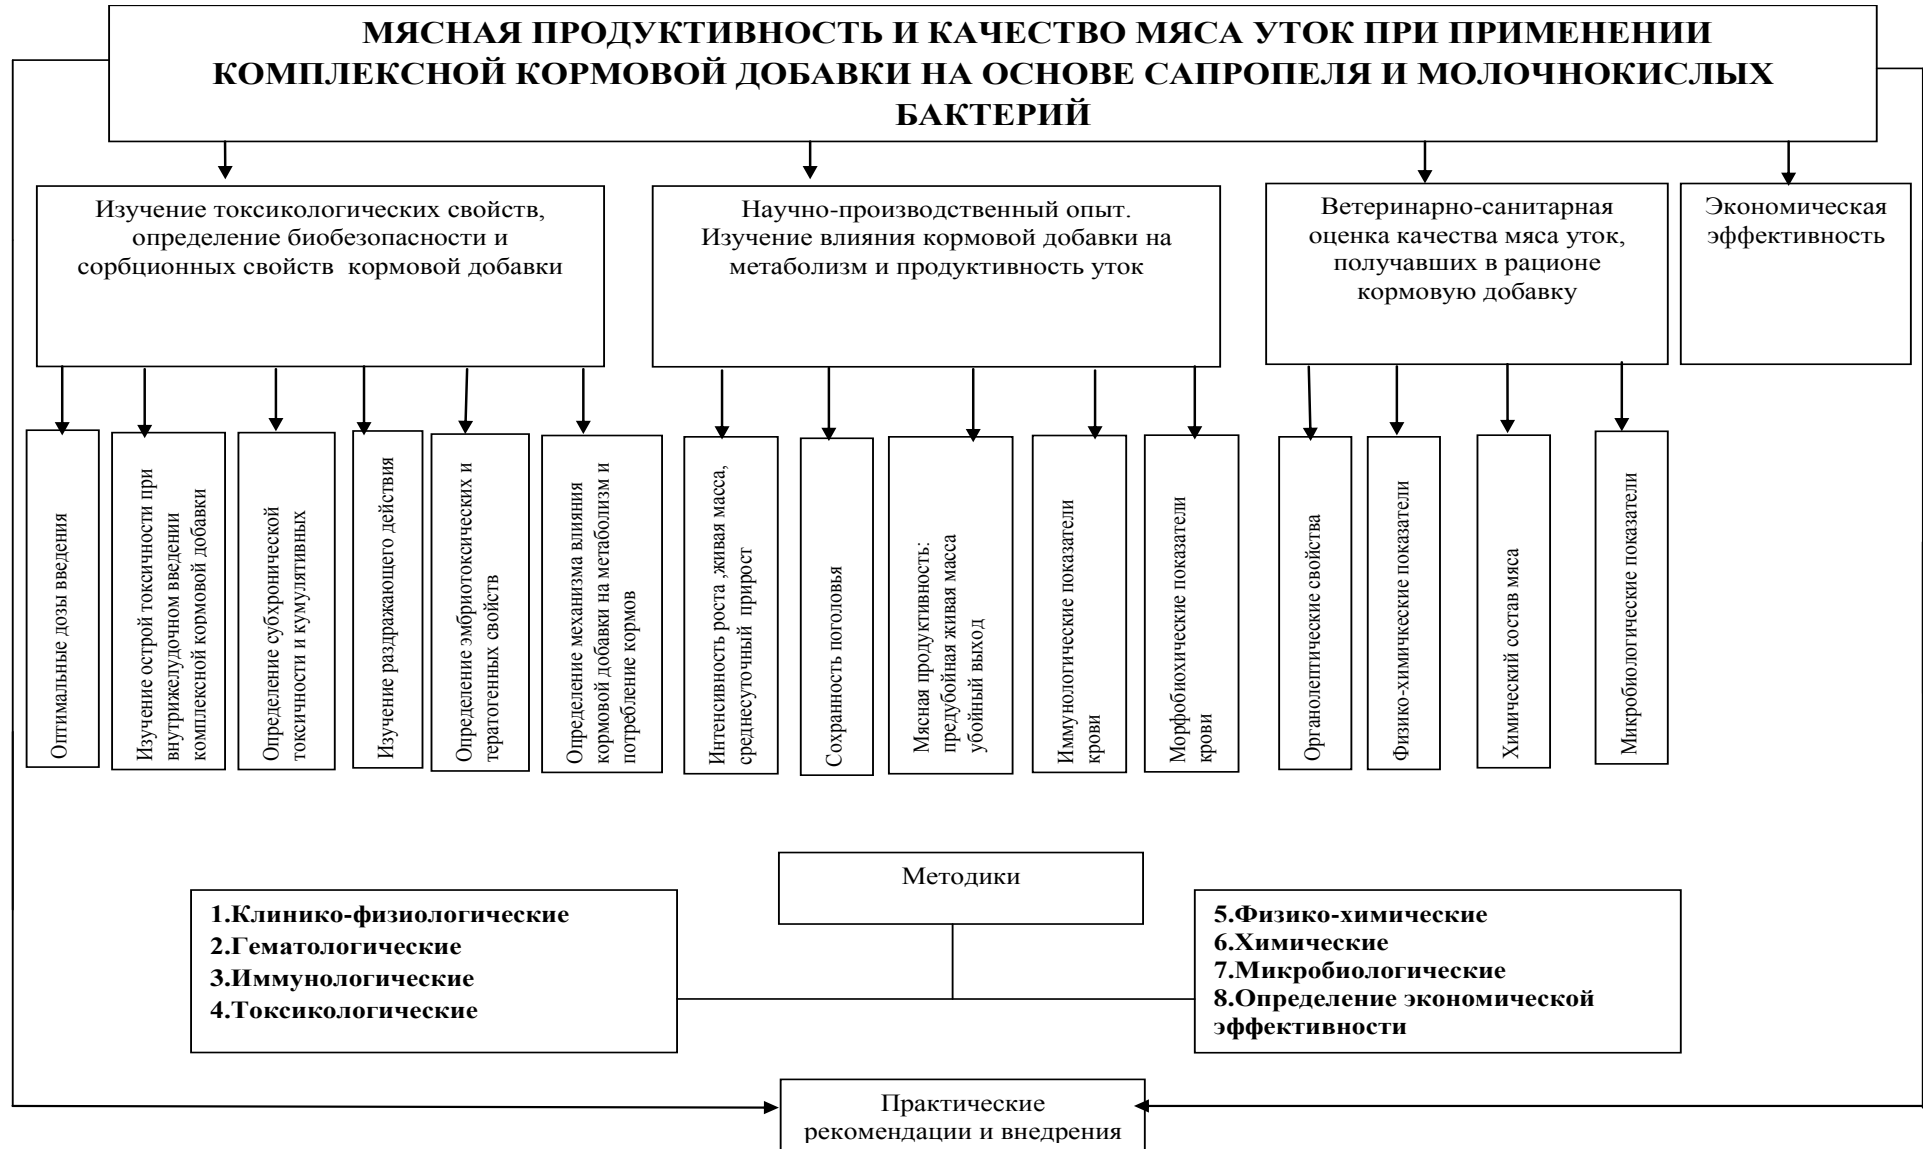 МЯСНАЯ ПРОДУКТИВНОСТЬ И КАЧЕСТВО МЯСА УТОК ПРИ ПРИМЕНЕНИИ
КОМПЛЕКСНОЙ КОРМОВОЙ ДОБАВКИ НА ОСНОВЕ САПРОПЕЛЯ И МОЛОЧНОКИСЛЫХ
БАКТЕРИЙ
Изучение токсикологических свойств,
определение биобезопасности и
сорбционных свойств кормовой добавки
Научно-производственный опыт.
Изучение влияния кормовой добавки на
метаболизм и продуктивность уток
Ветеринарно-санитарная
оценка качества мяса уток,
получавших в рационе
кормовую добавку
Экономическая
эффективность
Оптимальные дозы введения
Изучение острой токсичности при
внутрижелудочном введении
комплексной кормовой добавки
Определение субхронической
токсичности и кумулятивных
Изучение раздражающего действия
Определение эмбриотоксических и
тератогенных свойств
Определение механизма влияния
кормовой добавки на метаболизм и
потребление кормов
Интенсивность роста ,живая масса,
среднесуточный прирост
Сохранность поголовья
Мясная продуктивность:
предубойная живая масса
убойный выход
Иммунологические показатели
крови
Морфобиохические показатели
крови
Органолептические свойства
Физико-химичкеские показатели
Химический состав мяса
Микробиологические показатели
Методики
1.Клинико-физиологические
2.Гематологические
3.Иммунологические
4.Токсикологические
5.Физико-химические
6.Химические
7.Микробиологические
8.Определение экономической
эффективности
Практические
рекомендации и внедрения